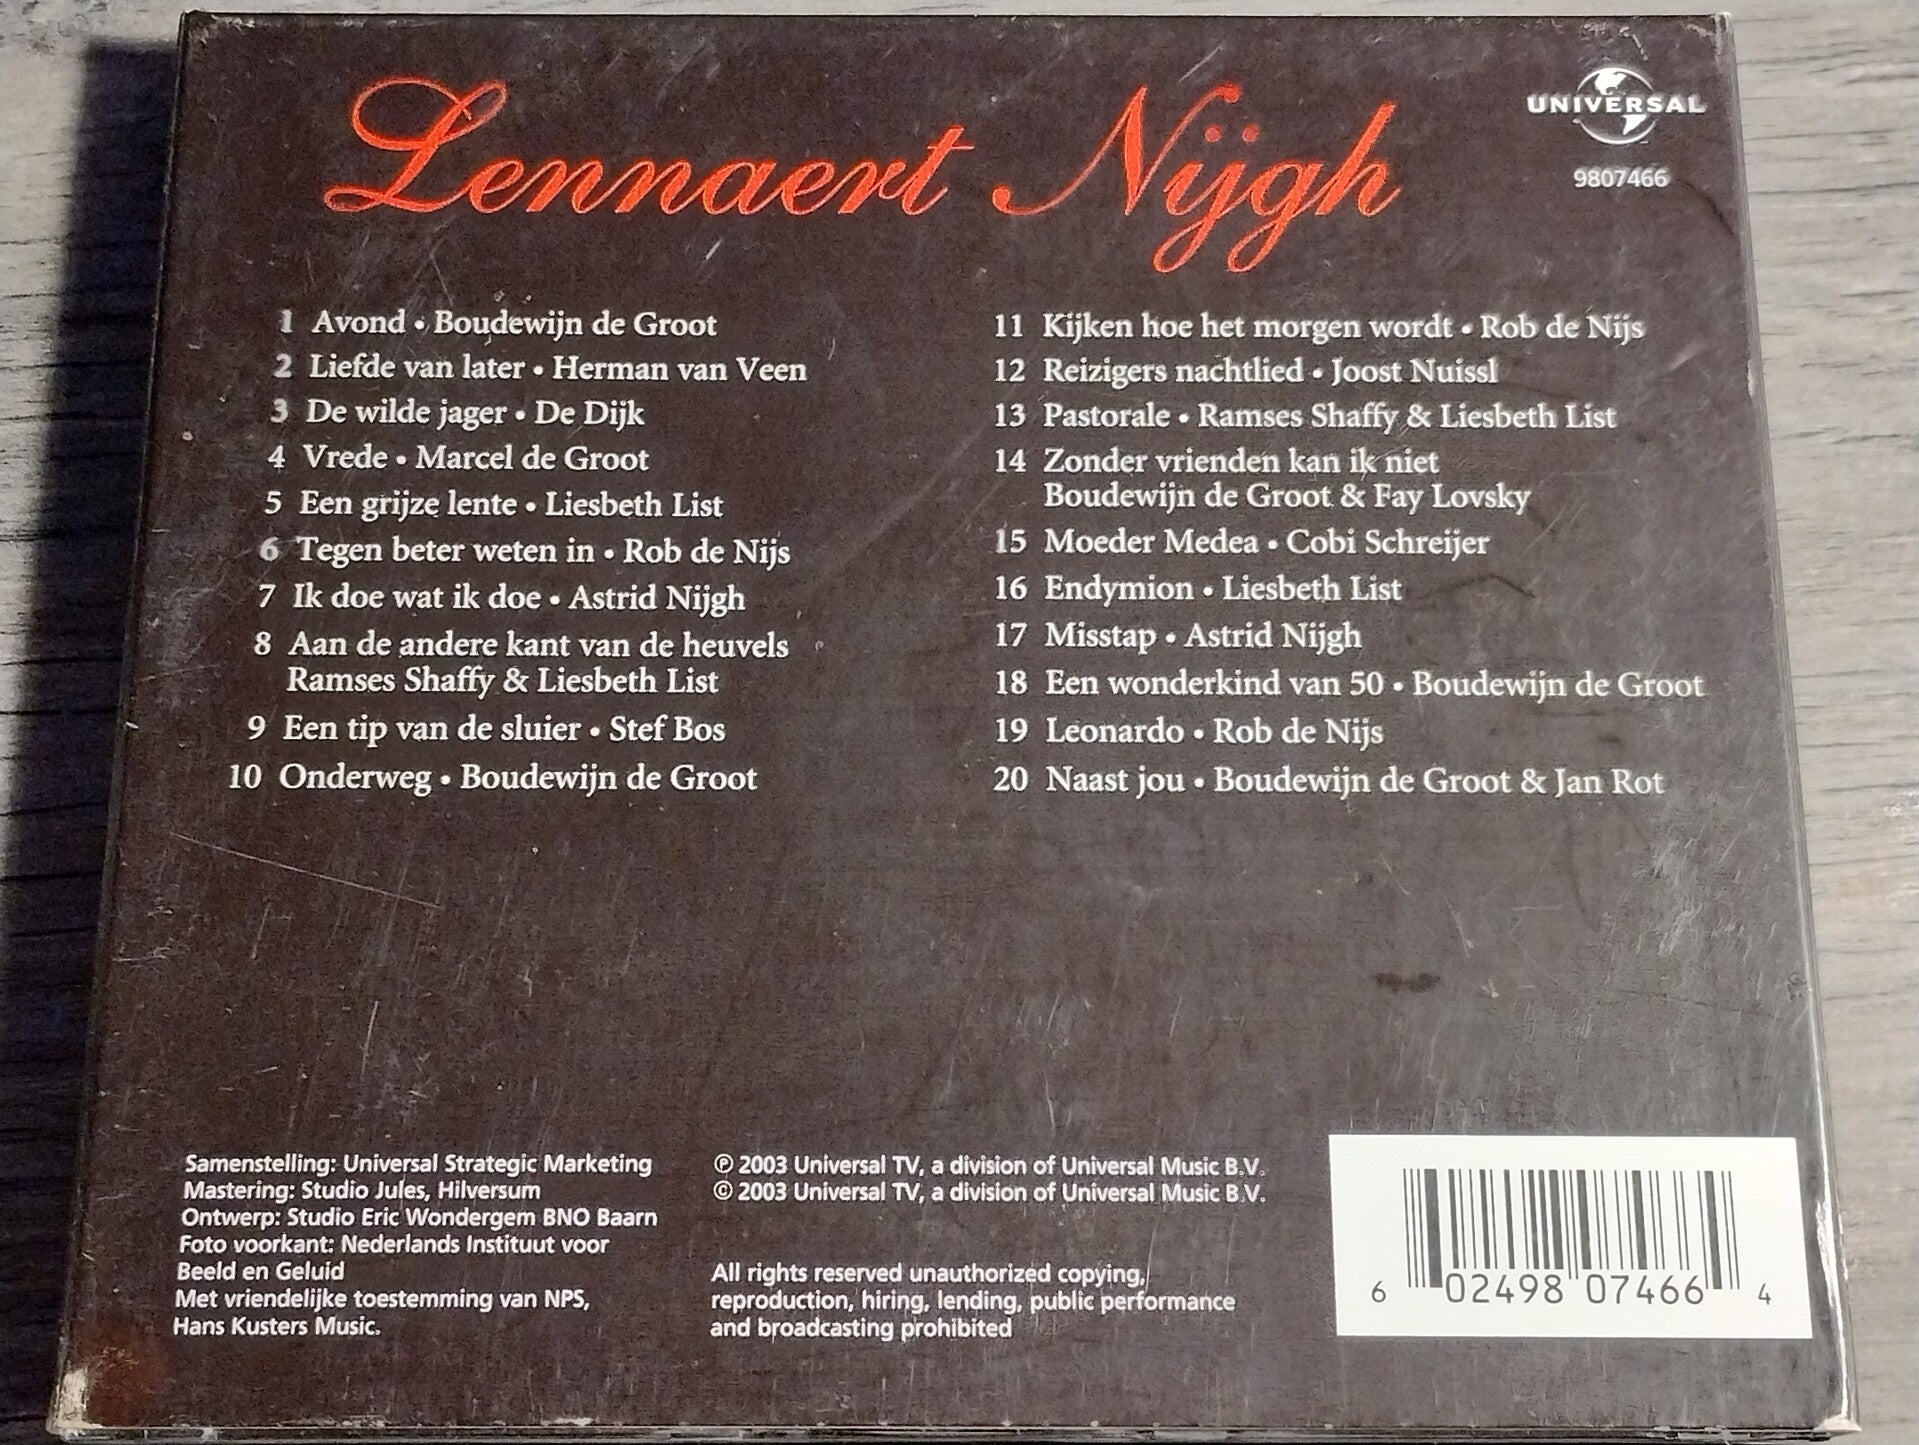 Lennaert Nijgh
UNIVERSAL
9807466
1 Avond • Boudewijn de Groot
2 Liefde van later • Herman van Veen
3 De wilde jager • De Dijk
4 Vrede • Marcel de Groot
5 Een grijze lente • Liesbeth List
6 Tegen beter weten in • Rob de Nijs
7 Ik doe wat ik doe • Astrid Nijgh
8 Aan de andere kant van de heuvels
Ramses Shaffy & Liesbeth List
9 Een tip van de sluier • Stef Bos
10 Onderweg • Boudewijn de Groot
11 Kijken hoe het morgen wordt • Rob de Nijs
12 Reizigers nachtlied • Joost Nuissl
13 Pastorale • Ramses Shaffy & Liesbeth List
14 Zonder vrienden kan ik niet
Boudewijn de Groot & Fay Lovsky
15 Moeder Medea • Cobi Schreijer
16 Endymion • Liesbeth List
17 Misstap • Astrid Nijgh
18 Een wonderkind van 50 • Boudewijn de Groot
19 Leonardo • Rob de Nijs
20 Naast jou • Boudewijn de Groot & Jan Rot
Samenstelling: Universal Strategic Marketing
Mastering: Studio Jules, Hilversum
Ontwerp: Studio Eric Wondergem BNO Baarn
Foto voorkant: Nederlands Instituut voor
Beeld en Geluid
Met vriendelijke toestemming van NPS,
Hans Kusters Music.
℗ 2003 Universal TV, a division of Universal Music B.V.
© 2003 Universal TV, a division of Universal Music B.V.
All rights reserved unauthorized copying,
reproduction, hiring, lending, public performance
and broadcasting prohibited
6 02498 07466 4